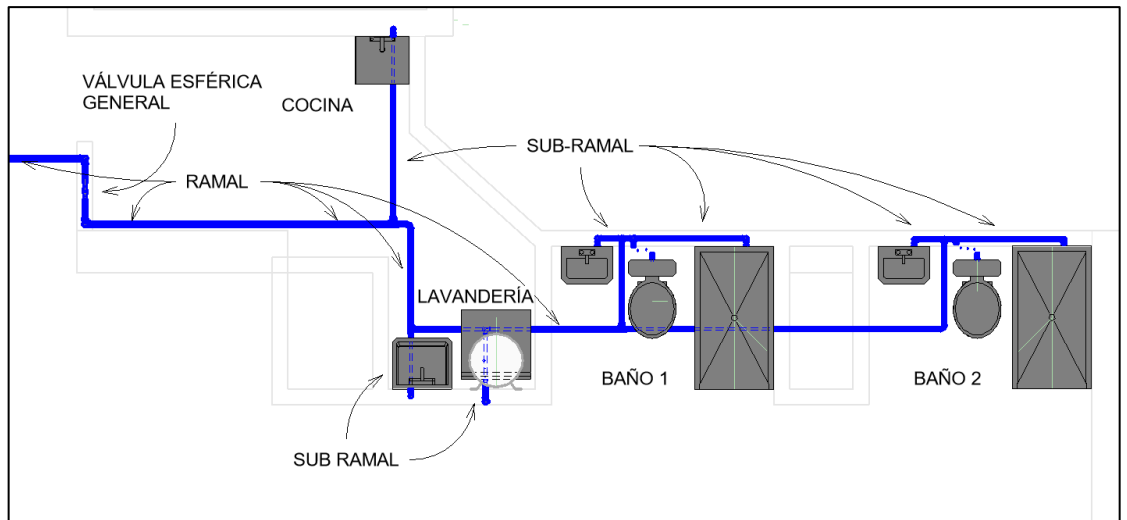 VÁLVULA ESFÉRICA
GENERAL
COCINA
SUB-RAMAL
RAMAL
LAVANDERÍA
BAÑO 1
BAÑO 2
SUB RAMAL